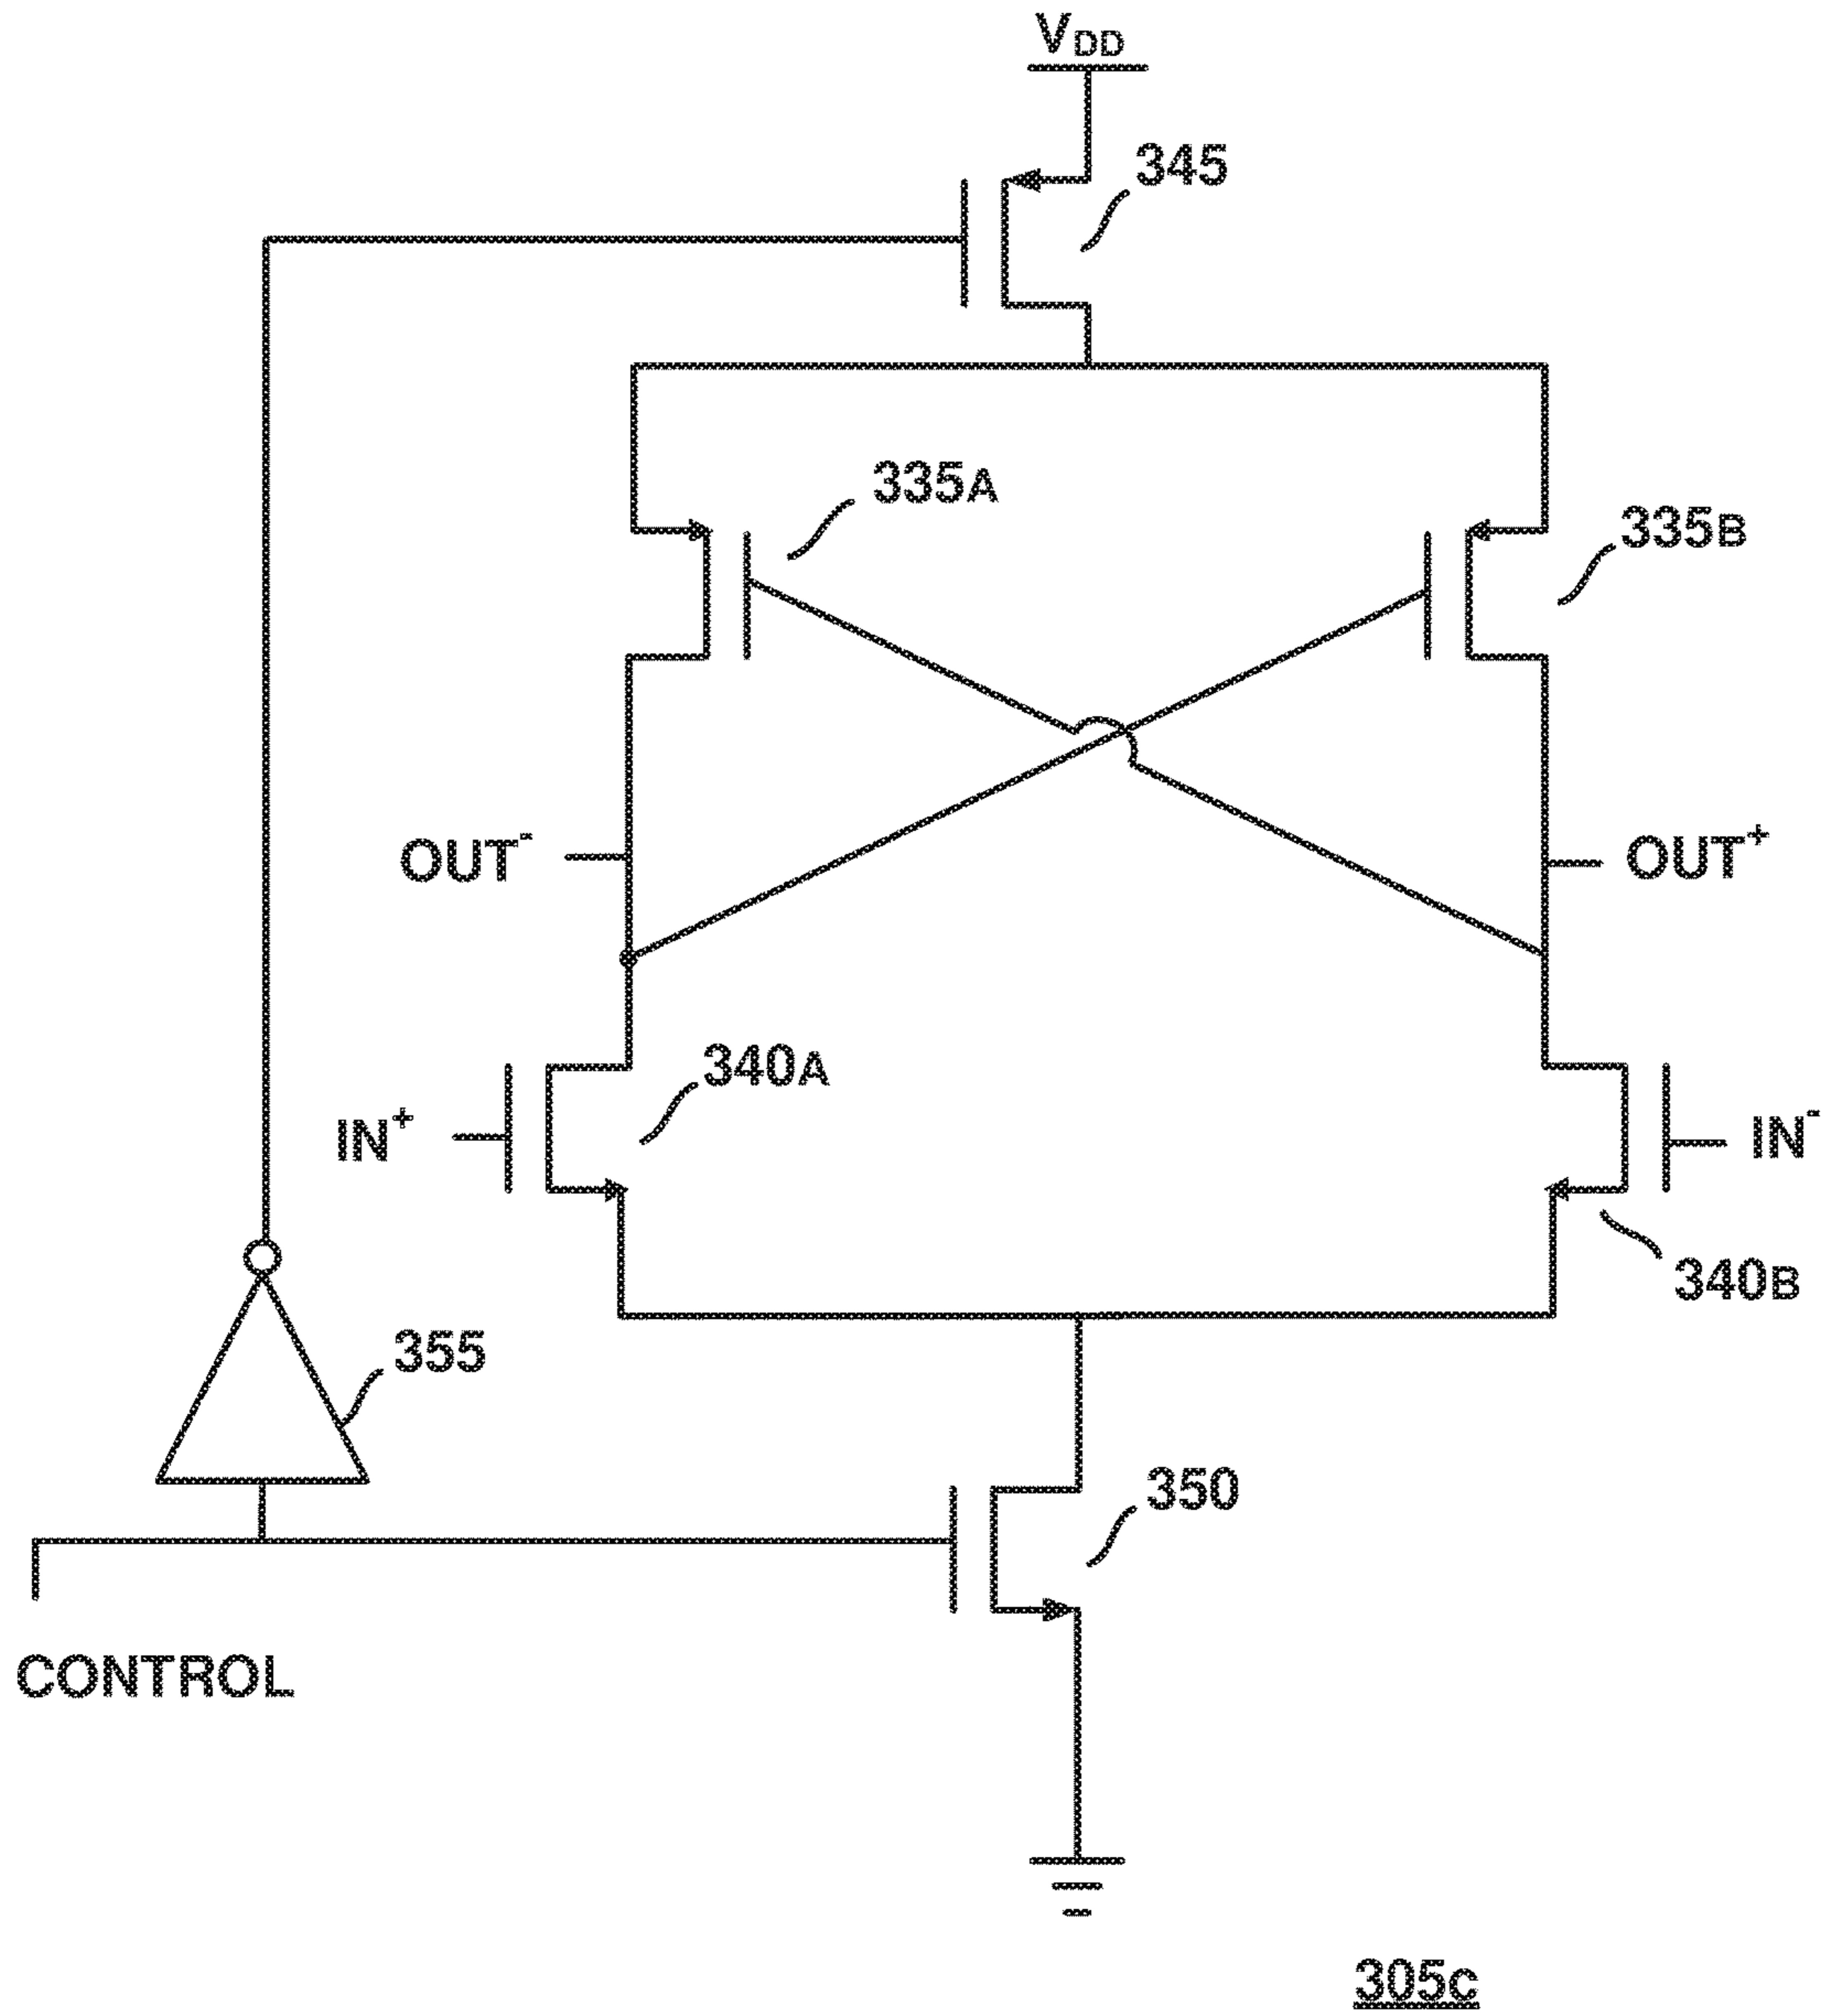 VDD
345
335A
335B
OUT-
OUT+
340A
IN+
IN-
340B
355
350
CONTROL
305C